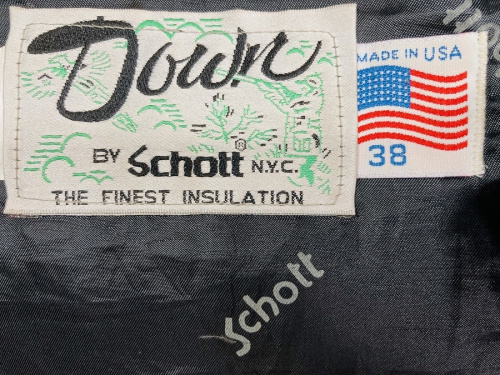 Down
BY Schott® N.Y.C.
THE FINEST INSULATION
MADE IN USA
38
Schott